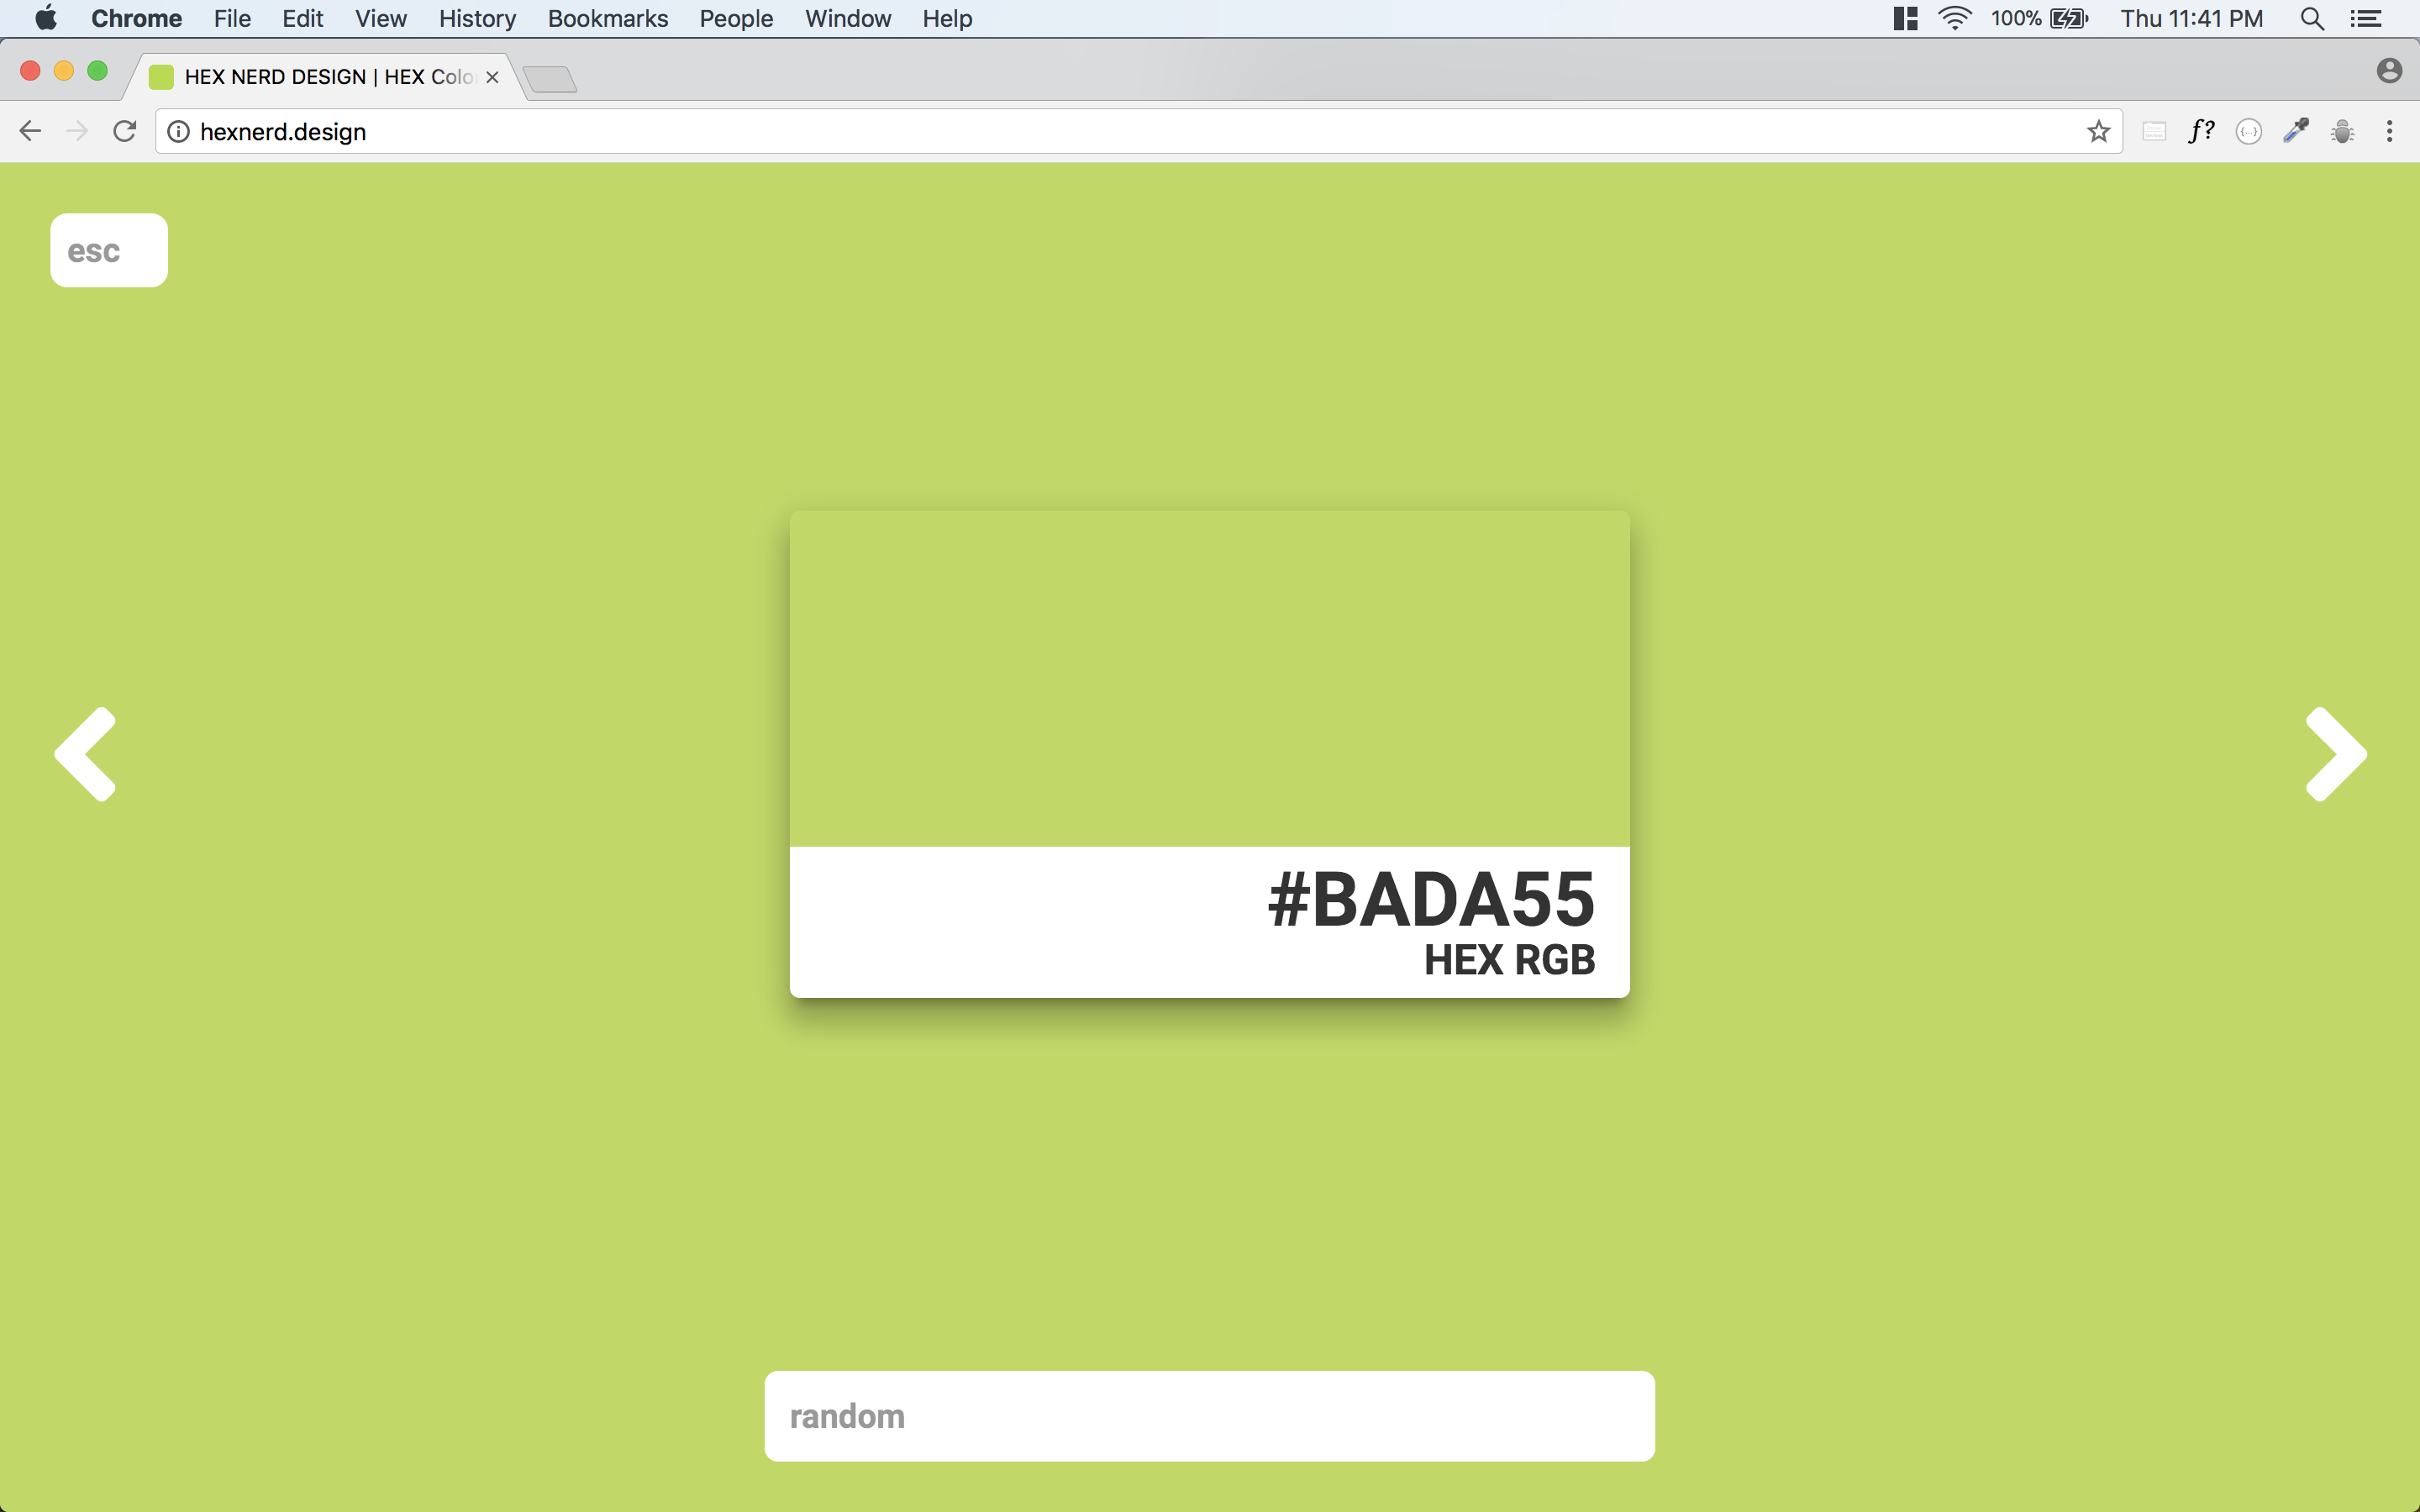 Chrome File Edit View History Bookmarks People Window Help 100% Thu 11:41 PM
HEX NERD DESIGN | HEX Colo
hexnerd.design f?
esc
#BADA55
HEX RGB
random